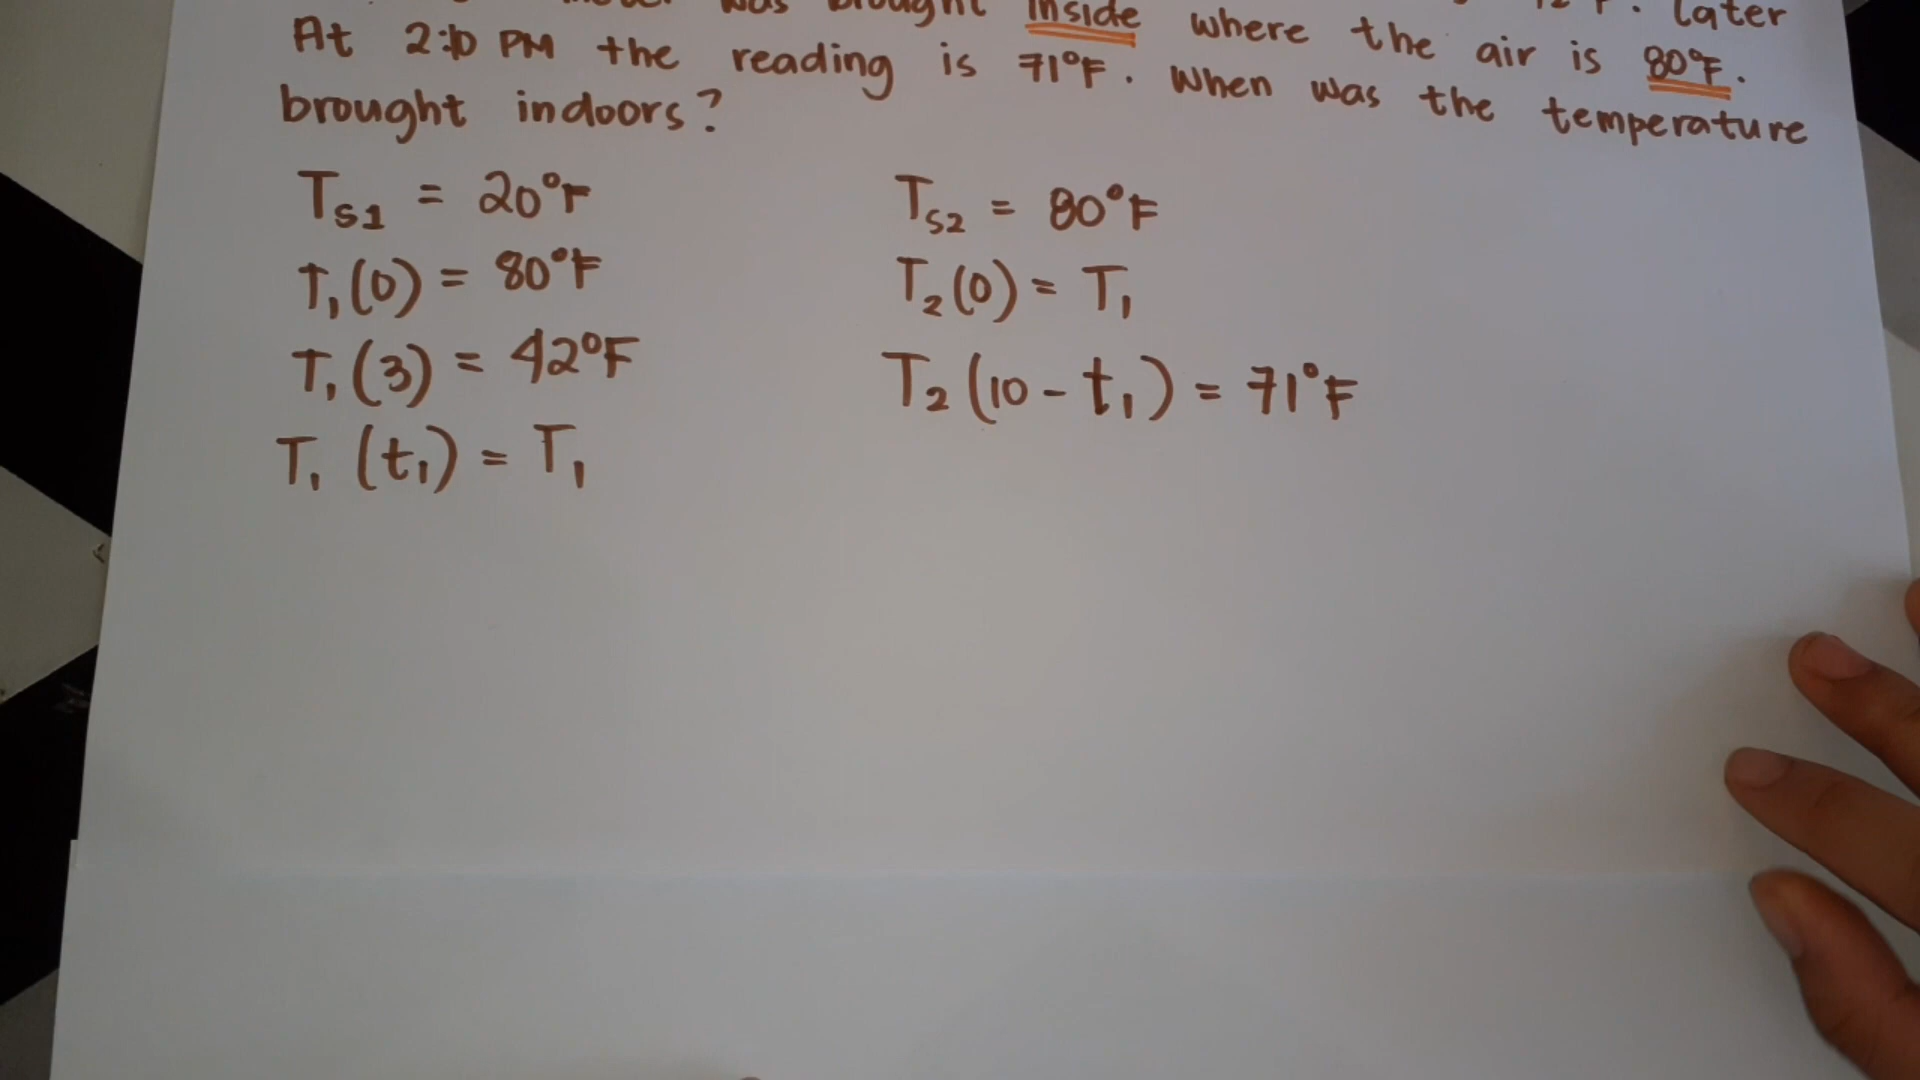 was brought inside where the air is 80°F. Later
At 2:10 PM the reading is 71°F. When was the temperature
brought indoors?
Ts1 = 20°F
T1(0) = 80°F
T1(3) = 42°F
T1(t1) = T1
Ts2 = 80°F
T2(0) = T1
T2(10 - t1) = 71°F